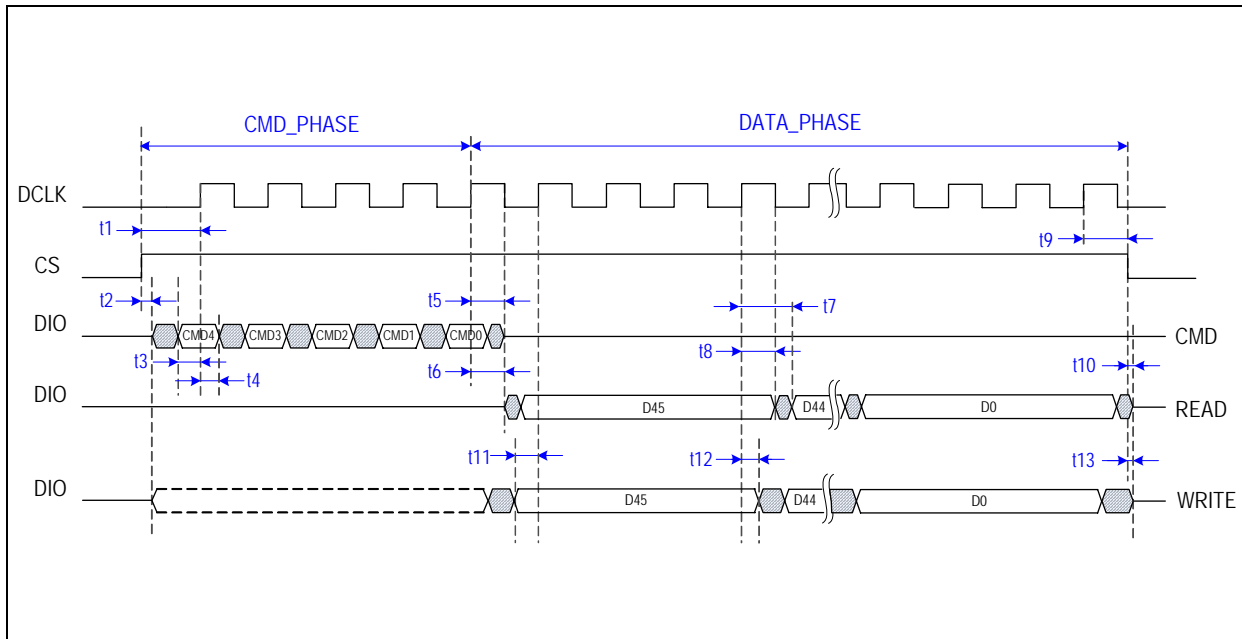 CMD_PHASE DATA_PHASE
DCLK
t1 t9
CS
t2 t5 t7
DIO CMD4 CMD3 CMD2 CMD1 CMD0 CMD
t8
t3 t6 t10
t4
DIO D45 D44 D0 READ
t11 t12 t13
DIO D45 D44 D0 WRITE